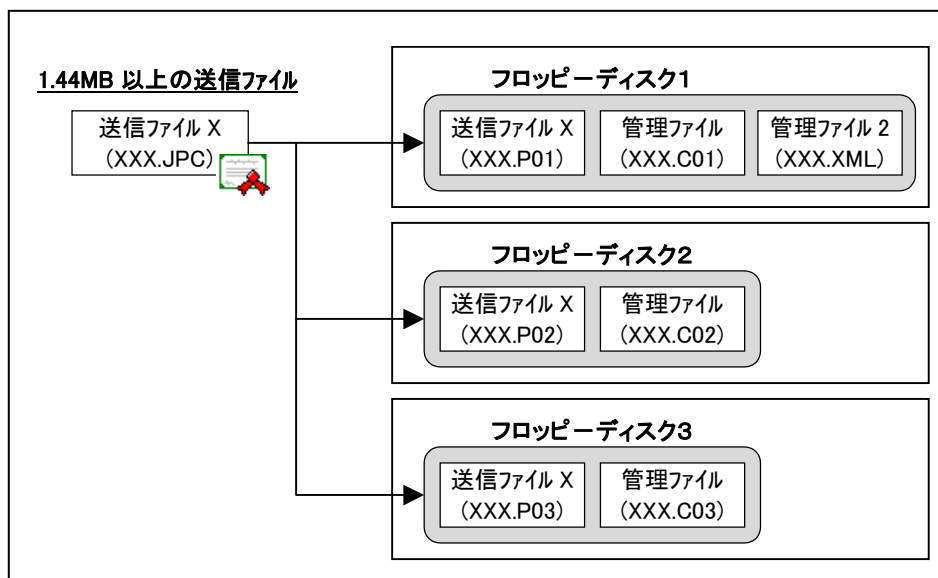 1.44MB 以上の送信ファイル
送信ファイル X
(XXX.JPC)
フロッピーディスク1
送信ファイル X
(XXX.P01)
管理ファイル
(XXX.C01)
管理ファイル 2
(XXX.XML)
フロッピーディスク2
送信ファイル X
(XXX.P02)
管理ファイル
(XXX.C02)
フロッピーディスク3
送信ファイル X
(XXX.P03)
管理ファイル
(XXX.C03)